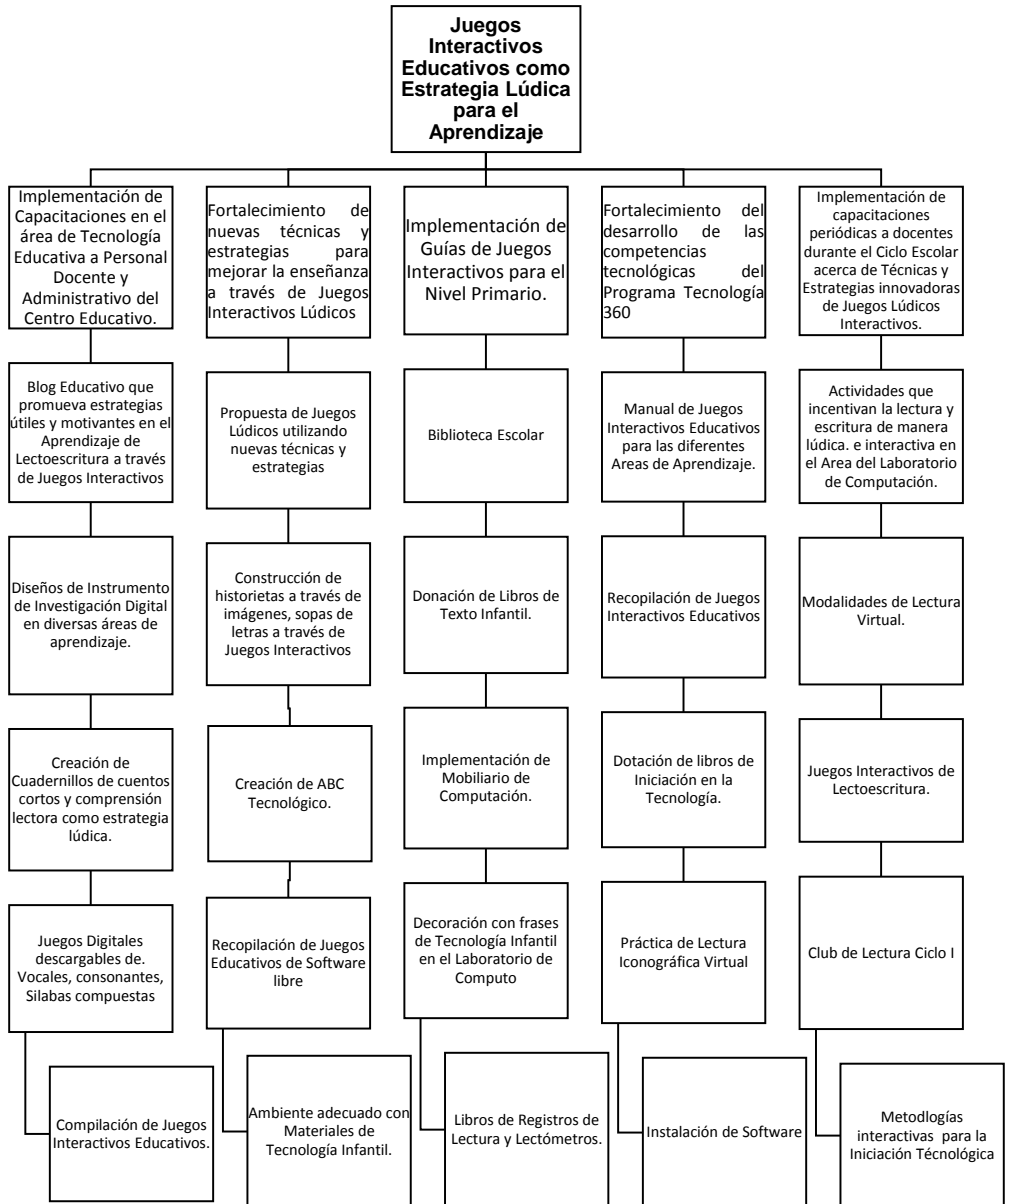 Juegos
Interactivos
Educativos como
Estrategia Lúdica
para el
Aprendizaje
Implementación de
Capacitaciones en el
área de Tecnología
Educativa a Personal
Docente y
Administrativo del
Centro Educativo.
Fortalecimiento de
nuevas técnicas y
estrategias para
mejorar la enseñanza
a través de Juegos
Interactivos Lúdicos
Implementación de
Guías de Juegos
Interactivos para el
Nivel Primario.
Fortalecimiento del
desarrollo de las
competencias
tecnológicas del
Programa Tecnología
360
Implementación de
capacitaciones
periódicas a docentes
durante el Ciclo Escolar
acerca de Técnicas y
Estrategias innovadoras
de Juegos Lúdicos
Interactivos.
Blog Educativo que
promueva estrategias
útiles y motivantes en el
Aprendizaje de
Lectoescritura a través
de Juegos Interactivos
Propuesta de Juegos
Lúdicos utilizando
nuevas técnicas y
estrategias
Biblioteca Escolar
Manual de Juegos
Interactivos Educativos
para las diferentes
Areas de Aprendizaje.
Actividades que
incentivan la lectura y
escritura de manera
lúdica. e interactiva en
el Area del Laboratorio
de Computación.
Diseños de Instrumento
de Investigación Digital
en diversas áreas de
aprendizaje.
Construcción de
historietas a través de
imágenes, sopas de
letras a través de
Juegos Interactivos
Donación de Libros de
Texto Infantil.
Recopilación de Juegos
Interactivos Educativos
Modalidades de Lectura
Virtual.
Creación de
Cuadernillos de cuentos
cortos y comprensión
lectora como estrategia
lúdica.
Creación de ABC
Tecnológico.
Implementación de
Mobiliario de
Computación.
Dotación de libros de
Iniciación en la
Tecnología.
Juegos Interactivos de
Lectoescritura.
Juegos Digitales
descargables de.
Vocales, consonantes,
Silabas compuestas
Recopilación de Juegos
Educativos de Software
libre
Decoración con frases
de Tecnología Infantil
en el Laboratorio de
Computo
Práctica de Lectura
Iconográfica Virtual
Club de Lectura Ciclo I
Compilación de Juegos
Interactivos Educativos.
Ambiente adecuado con
Materiales de
Tecnología Infantil.
Libros de Registros de
Lectura y Lectómetros.
Instalación de Software
Metodlogías
interactivas para la
Iniciación Técnológica